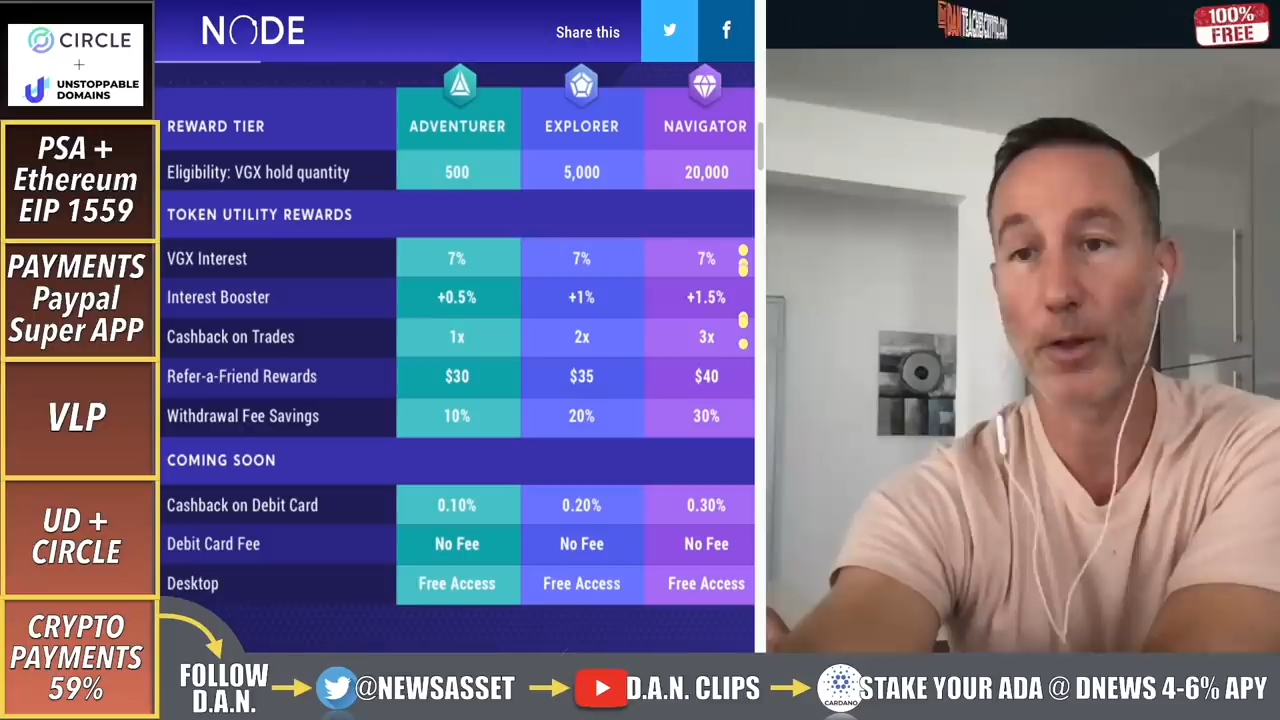 CIRCLE
+
UNSTOPPABLE
DOMAINS
PSA +
Ethereum
EIP 1559
PAYMENTS
Paypal
Super APP
VLP
UD +
CIRCLE
CRYPTO
PAYMENTS
59%
NODE
Share this
REWARD TIER ADVENTURER EXPLORER NAVIGATOR
Eligibility: VGX hold quantity 500 5,000 20,000
TOKEN UTILITY REWARDS
VGX Interest 7% 7% 7%
Interest Booster +0.5% +1% +1.5%
Cashback on Trades 1x 2x 3x
Refer-a-Friend Rewards $30 $35 $40
Withdrawal Fee Savings 10% 20% 30%
COMING SOON
Cashback on Debit Card 0.10% 0.20% 0.30%
Debit Card Fee No Fee No Fee No Fee
Desktop Free Access Free Access Free Access
100%
FREE
FOLLOW
D.A.N.
@NEWSASSET
D.A.N. CLIPS
CARDANO
STAKE YOUR ADA @ DNEWS 4-6% APY